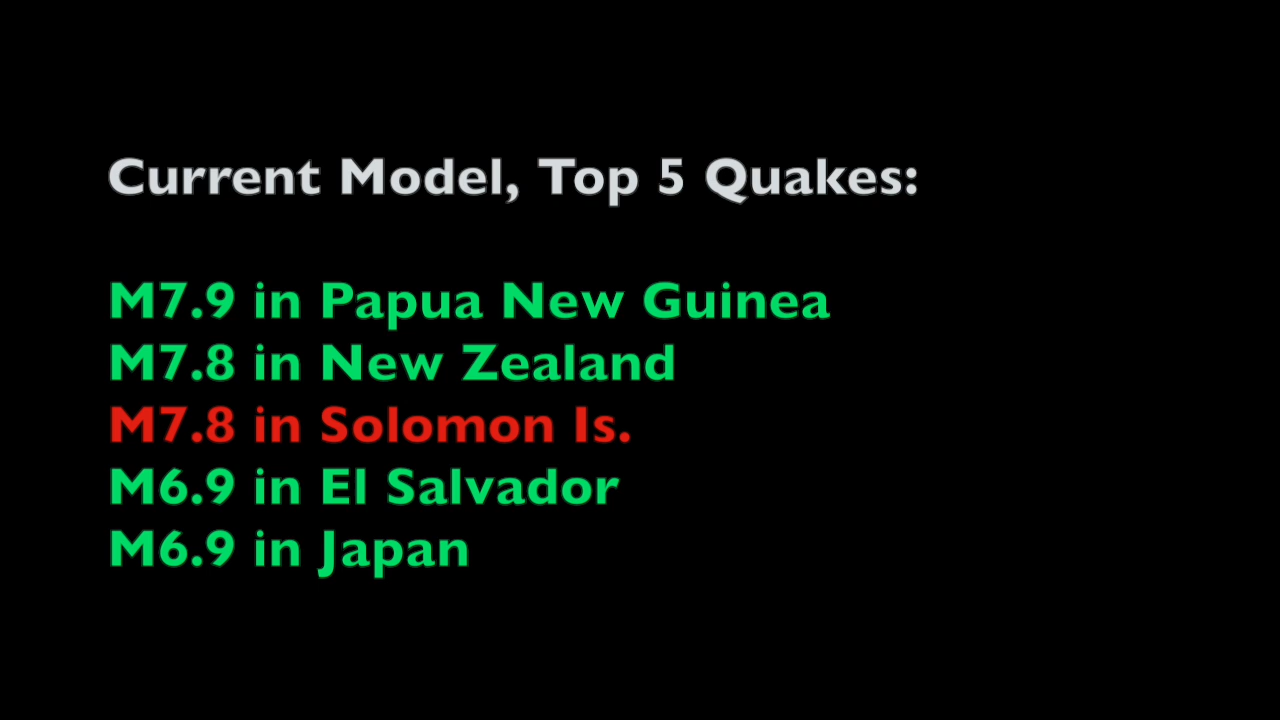 Current Model, Top 5 Quakes:
M7.9 in Papua New Guinea
M7.8 in New Zealand
M7.8 in Solomon Is.
M6.9 in El Salvador
M6.9 in Japan